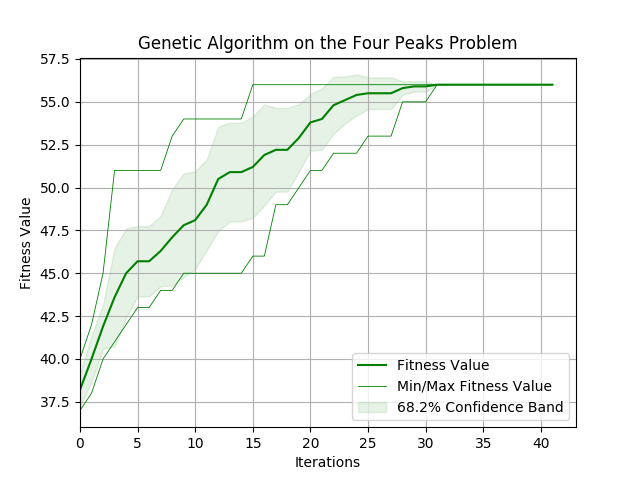 Genetic Algorithm on the Four Peaks Problem
57.5
55.0
52.5
50.0
47.5
45.0
42.5
40.0
37.5
Fitness Value
Fitness Value
Min/Max Fitness Value
68.2% Confidence Band
0 5 10 15 20 25 30 35 40
Iterations